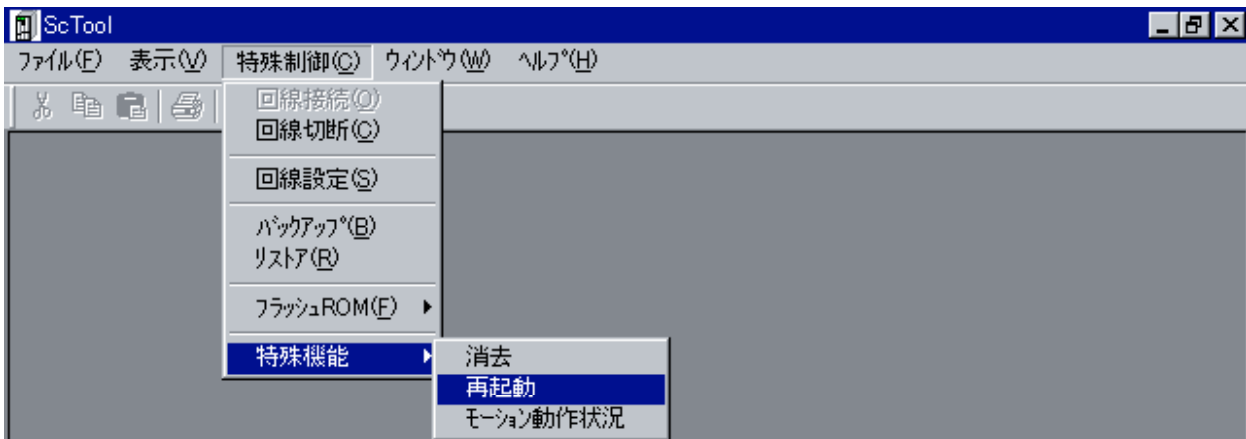 ScTool
ﾌｧｲﾙ(F) 表示(V) 特殊制御(C) ｳｨﾝﾄﾞｳ(W) ﾍﾙﾌﾟ(H)
回線接続(O)
回線切断(C)
回線設定(S)
ﾊﾞｯｸｱｯﾌﾟ(B)
ﾘｽﾄｱ(R)
ﾌﾗｯｼｭROM(F)
特殊機能
消去
再起動
ﾓｰｼｮﾝ動作状況